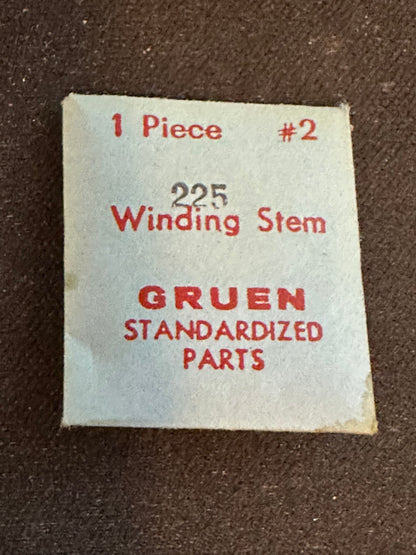 1 Piece #2
225
Winding Stem
GRUEN
STANDARDIZED
PARTS